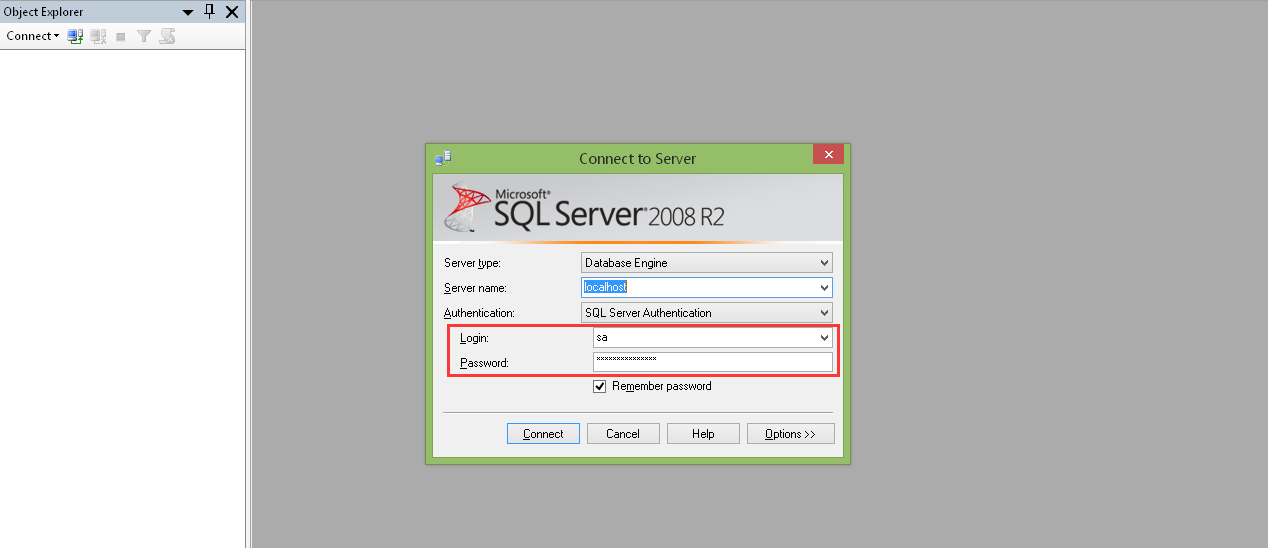 Object Explorer
Connect
Connect to Server
Microsoft®
SQL Server® 2008 R2
Server type: Database Engine
Server name: localhost
Authentication: SQL Server Authentication
Login: sa
Password: ***************
Remember password
Connect Cancel Help Options >>